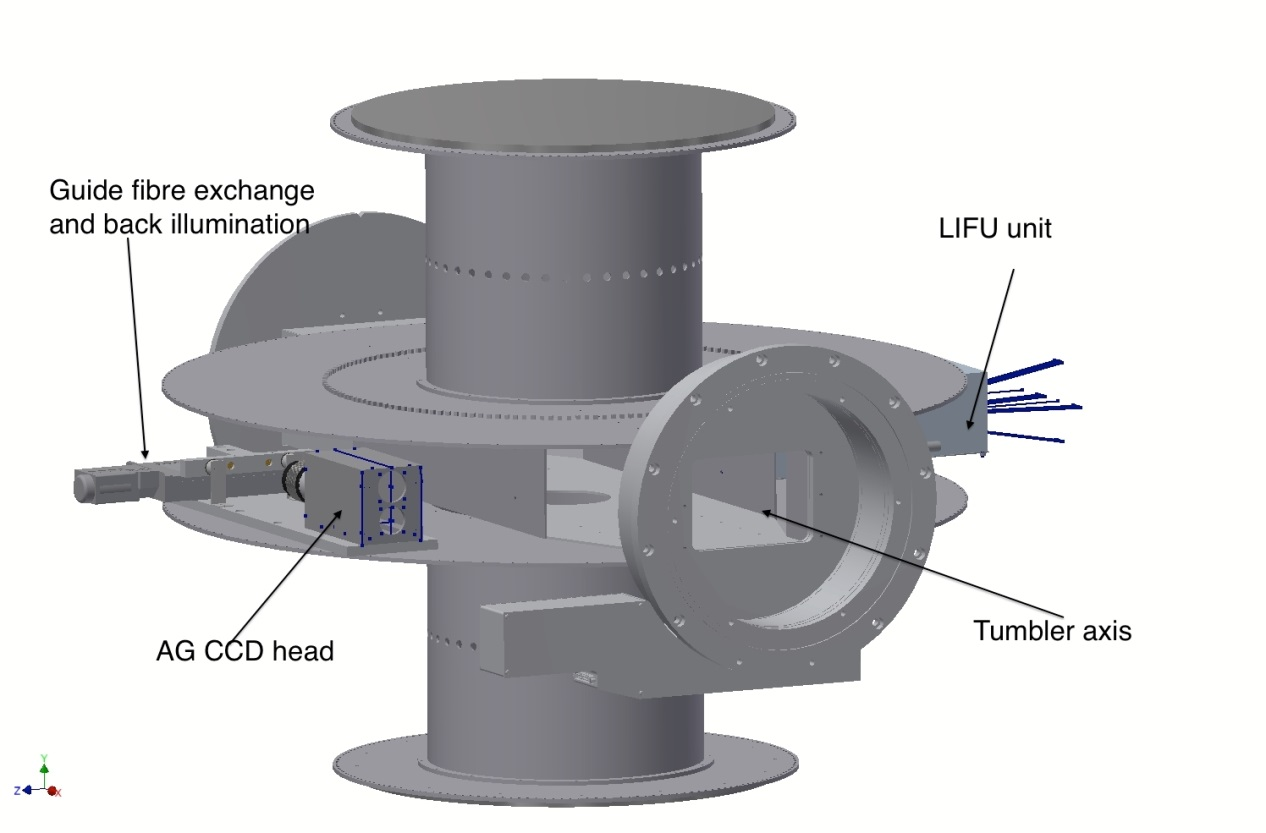 Guide fibre exchange
and back illumination
LIFU unit
AG CCD head
Tumbler axis
Y
Z
X